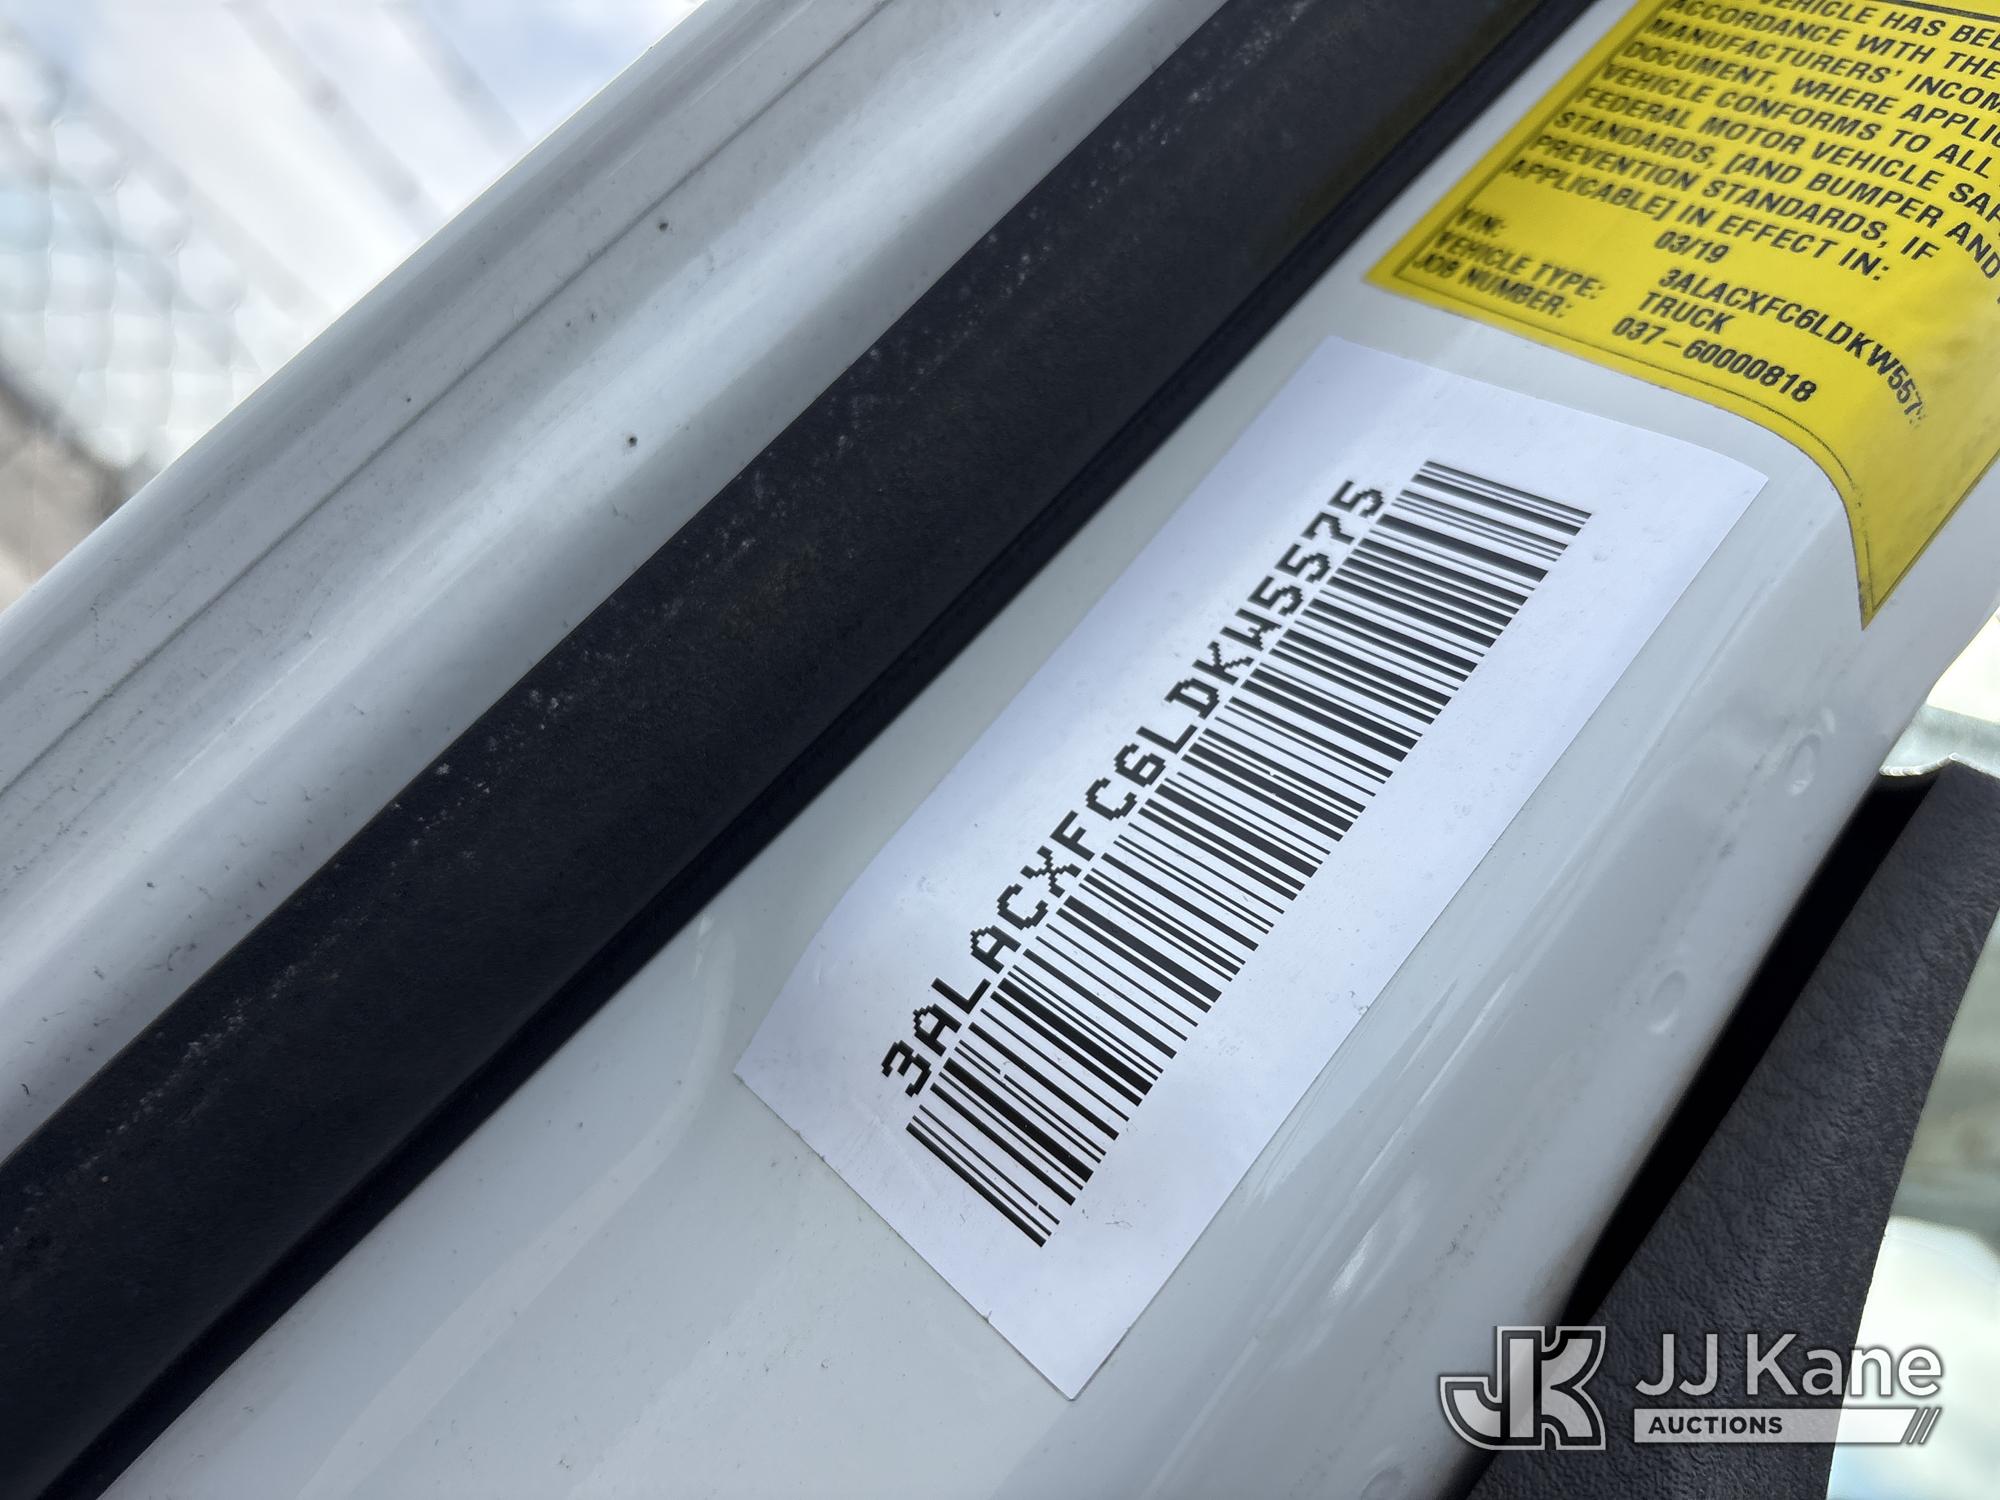 VEHICLE HAS BEE
ACCORDANCE WITH THE
MANUFACTURERS' INCOM
DOCUMENT, WHERE APPLIC
VEHICLE CONFORMS TO ALL
FEDERAL MOTOR VEHICLE SAF
STANDARDS, [AND BUMPER AND
PREVENTION STANDARDS, IF
APPLICABLE] IN EFFECT IN:
03/19
VIN: 3ALACXFC6LDKW557
VEHICLE TYPE: TRUCK
JOB NUMBER: 037-60000818
3ALACXFC6LDKW5575
JK JJ Kane
AUCTIONS